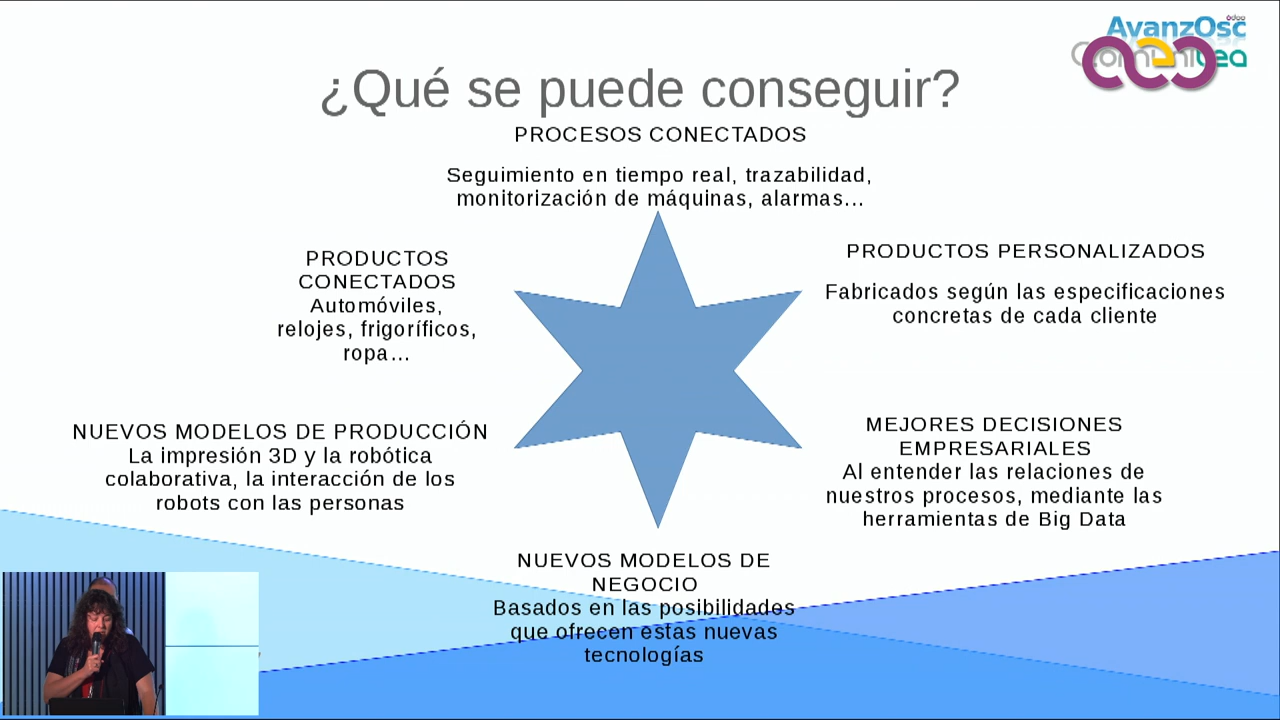 odoo
AvanzOsc
¿Qué se puede conseguir?
PROCESOS CONECTADOS
Seguimiento en tiempo real, trazabilidad,
monitorización de máquinas, alarmas...
PRODUCTOS
CONECTADOS
Automóviles,
relojes, frigoríficos,
ropa...
PRODUCTOS PERSONALIZADOS
Fabricados según las especificaciones
concretas de cada cliente
NUEVOS MODELOS DE PRODUCCIÓN
La impresión 3D y la robótica
colaborativa, la interacción de los
robots con las personas
MEJORES DECISIONES
EMPRESARIALES
Al entender las relaciones de
nuestros procesos, mediante las
herramientas de Big Data
NUEVOS MODELOS DE
NEGOCIO
Basados en las posibilidades
que ofrecen estas nuevas
tecnologías